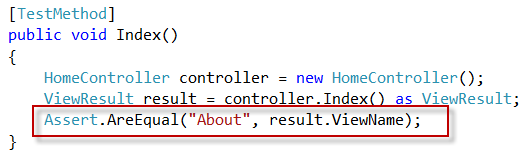 [TestMethod]
public void Index()
{
HomeController controller = new HomeController();
ViewResult result = controller.Index() as ViewResult;
Assert.AreEqual("About", result.ViewName);
}